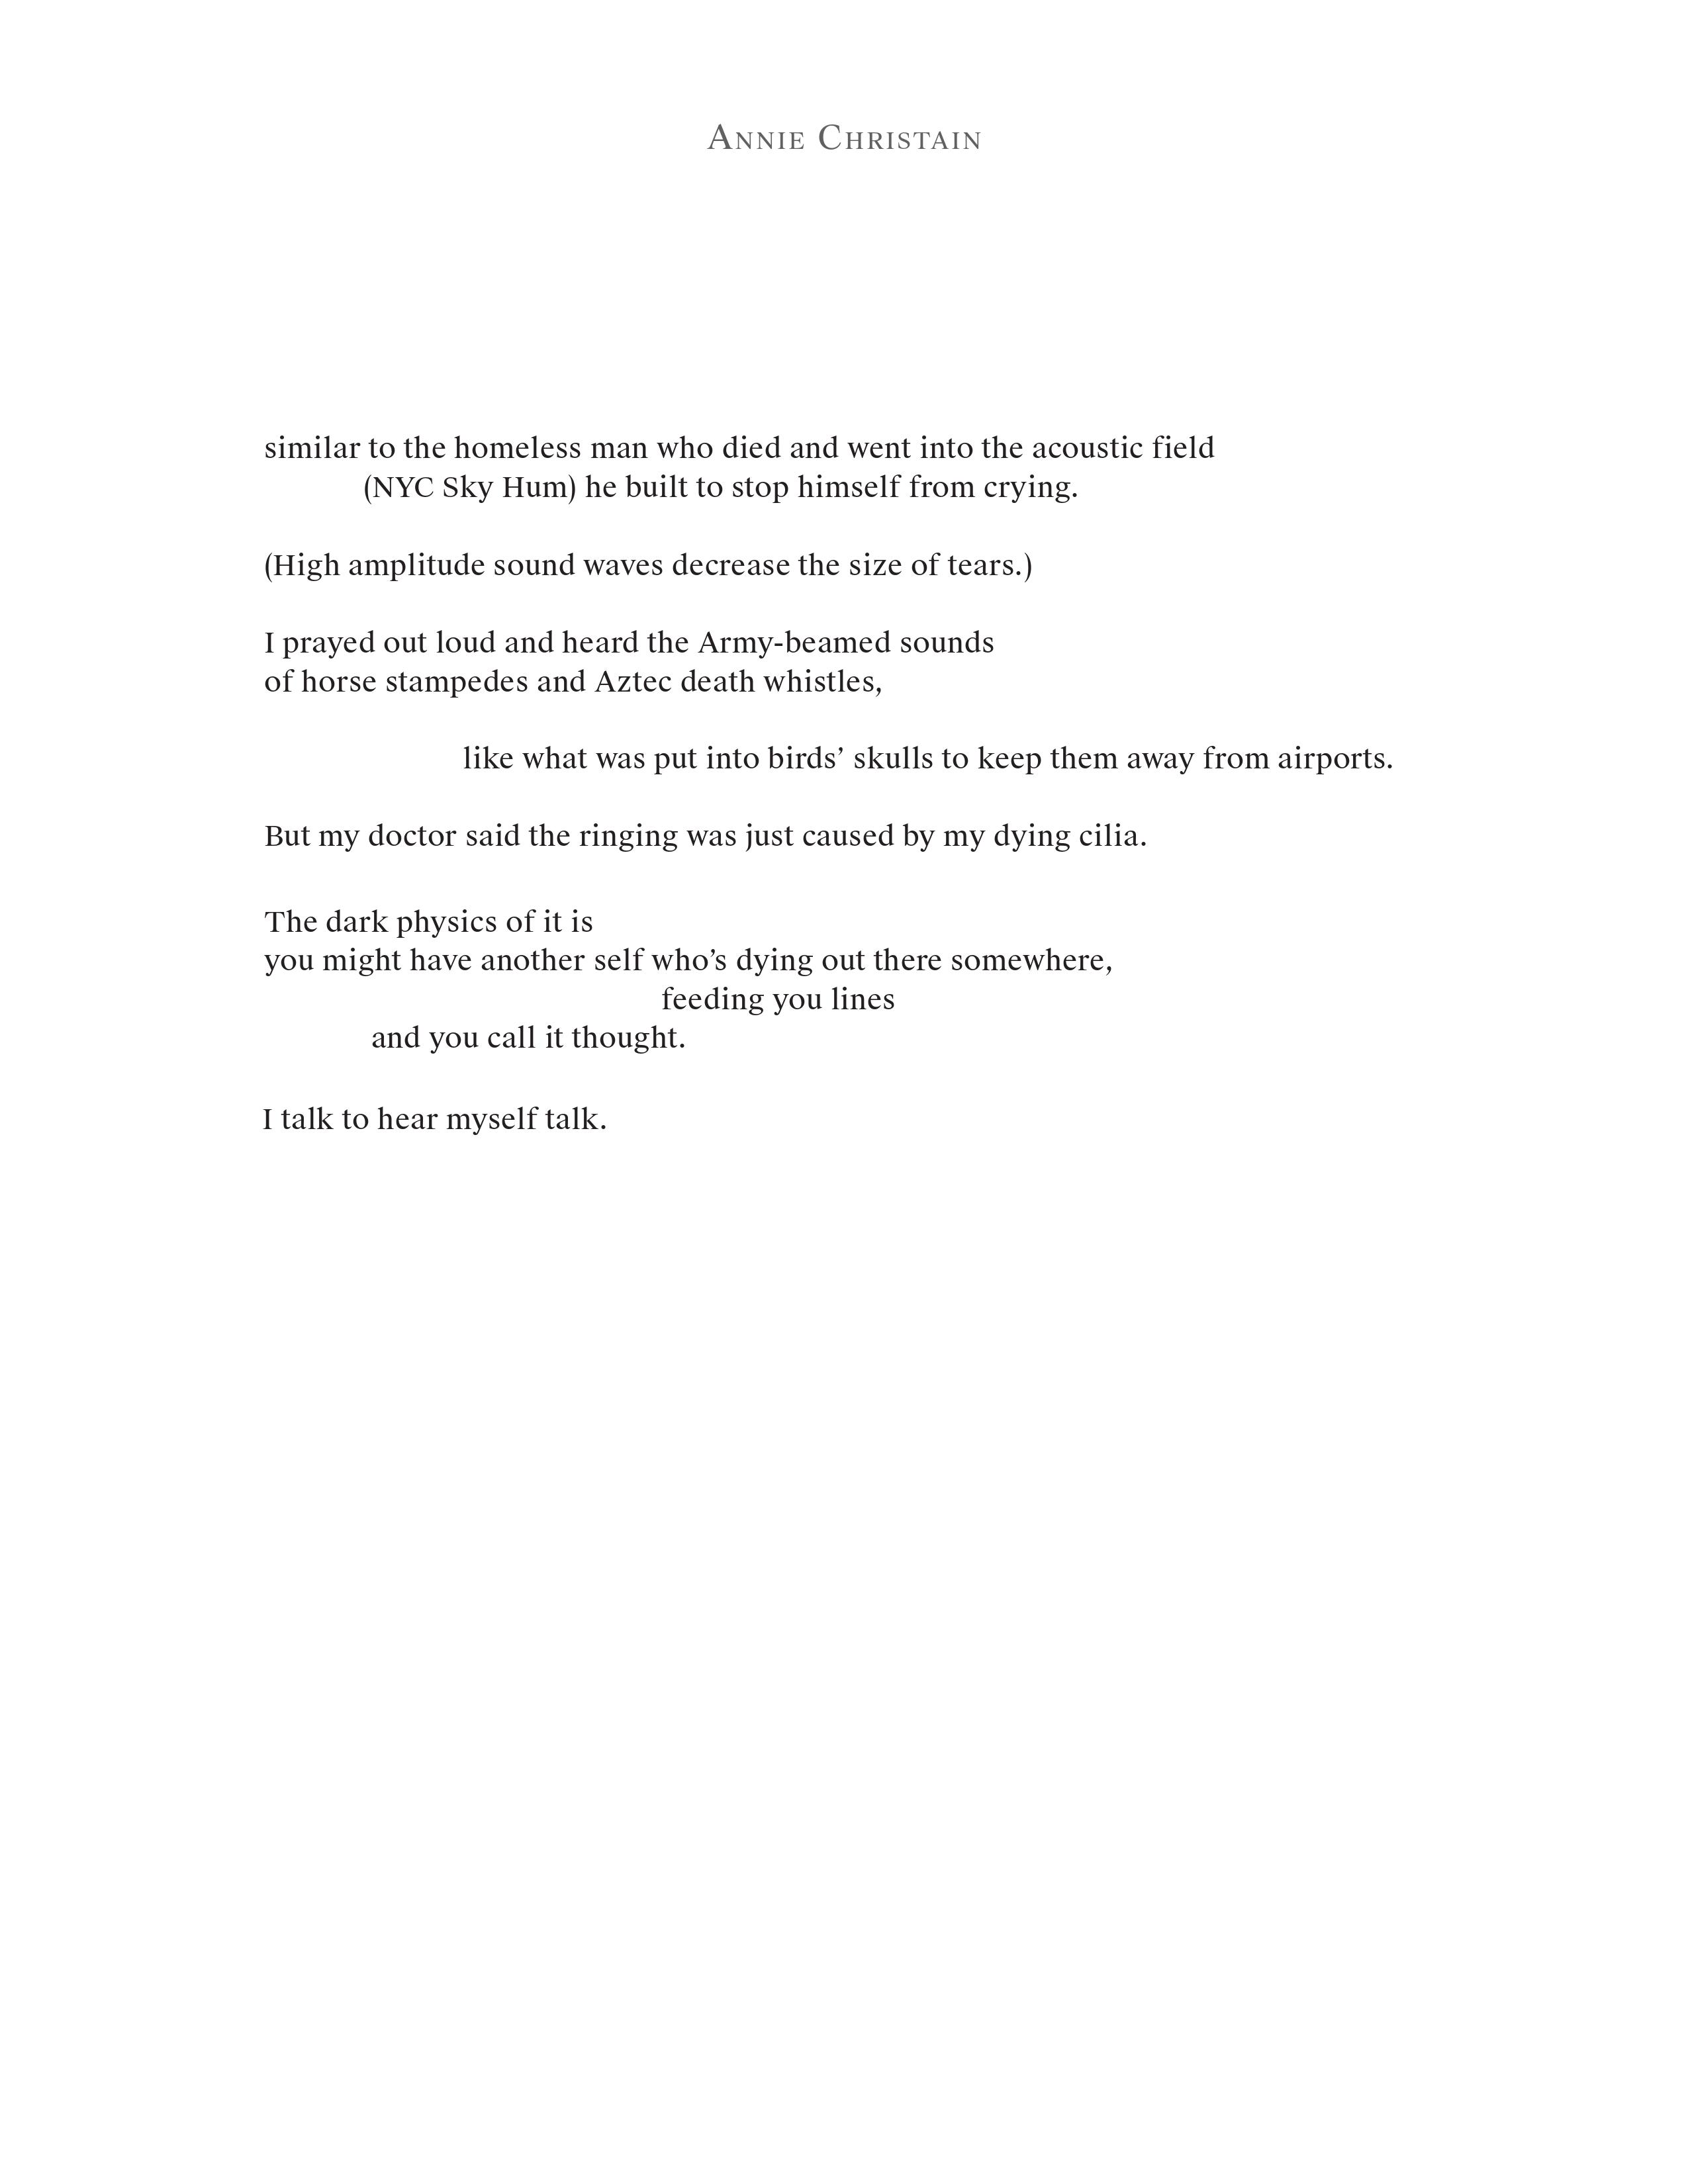 Annie Christain
similar to the homeless man who died and went into the acoustic field
(NYC Sky Hum) he built to stop himself from crying.
(High amplitude sound waves decrease the size of tears.)
I prayed out loud and heard the Army-beamed sounds
of horse stampedes and Aztec death whistles,
like what was put into birds’ skulls to keep them away from airports.
But my doctor said the ringing was just caused by my dying cilia.
The dark physics of it is
you might have another self who’s dying out there somewhere,
feeding you lines
and you call it thought.
I talk to hear myself talk.